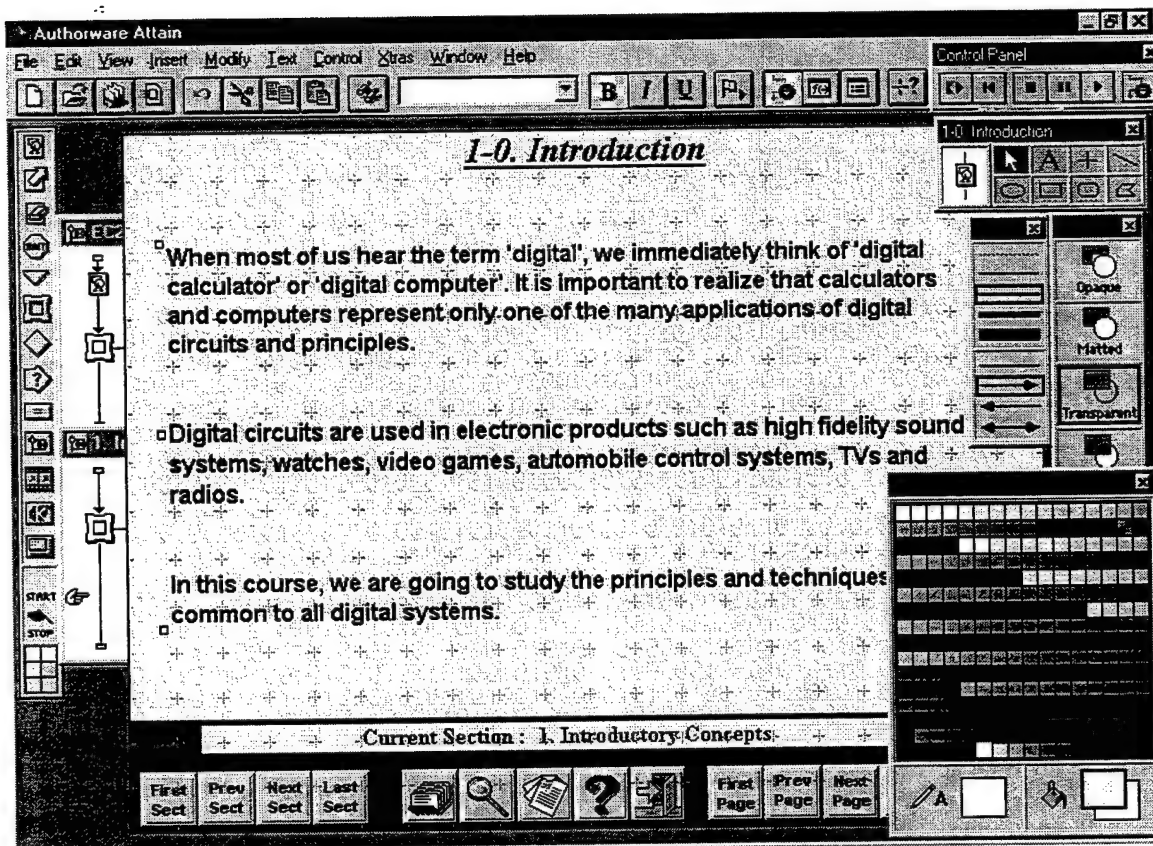 Authorware Attain
File Edit View Insert Modify Text Control Xtras Window Help
Control Panel
B I U
1-0. Introduction
A
1-0. Introduction
When most of us hear the term 'digital', we immediately think of 'digital
calculator' or 'digital computer'. It is important to realize that calculators
and computers represent only one of the many applications of digital
circuits and principles.
Opaque
Matted
Transparent
Digital circuits are used in electronic products such as high fidelity sound
systems, watches, video games, automobile control systems, TVs and
radios.
In this course, we are going to study the principles and techniques
common to all digital systems.
START
STOP
Current Section : 1. Introductory Concepts
First Sect
Prev Sect
Next Sect
Last Sect
First Page
Prev Page
Next Page
A